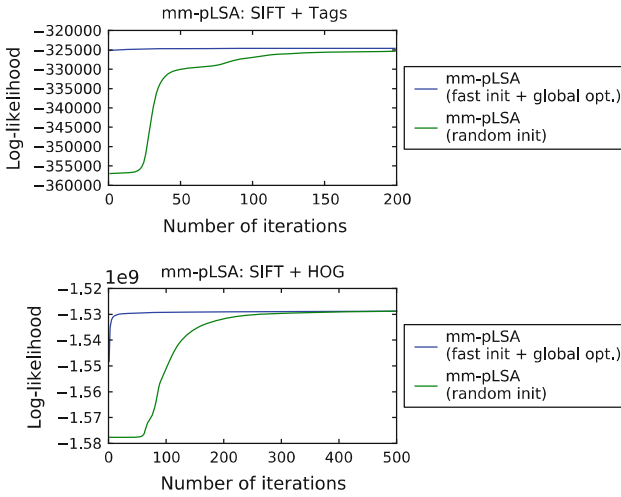 mm-pLSA: SIFT + Tags
−320000
−325000
−330000
−335000
−340000
−345000
−350000
−355000
−360000
Log-likelihood
0
50
100
150
200
Number of iterations
mm-pLSA
(fast init + global opt.)
mm-pLSA
(random init)
mm-pLSA: SIFT + HOG
1e9
−1.52
−1.53
−1.54
−1.55
−1.56
−1.57
−1.58
Log-likelihood
0
100
200
300
400
500
Number of iterations
mm-pLSA
(fast init + global opt.)
mm-pLSA
(random init)